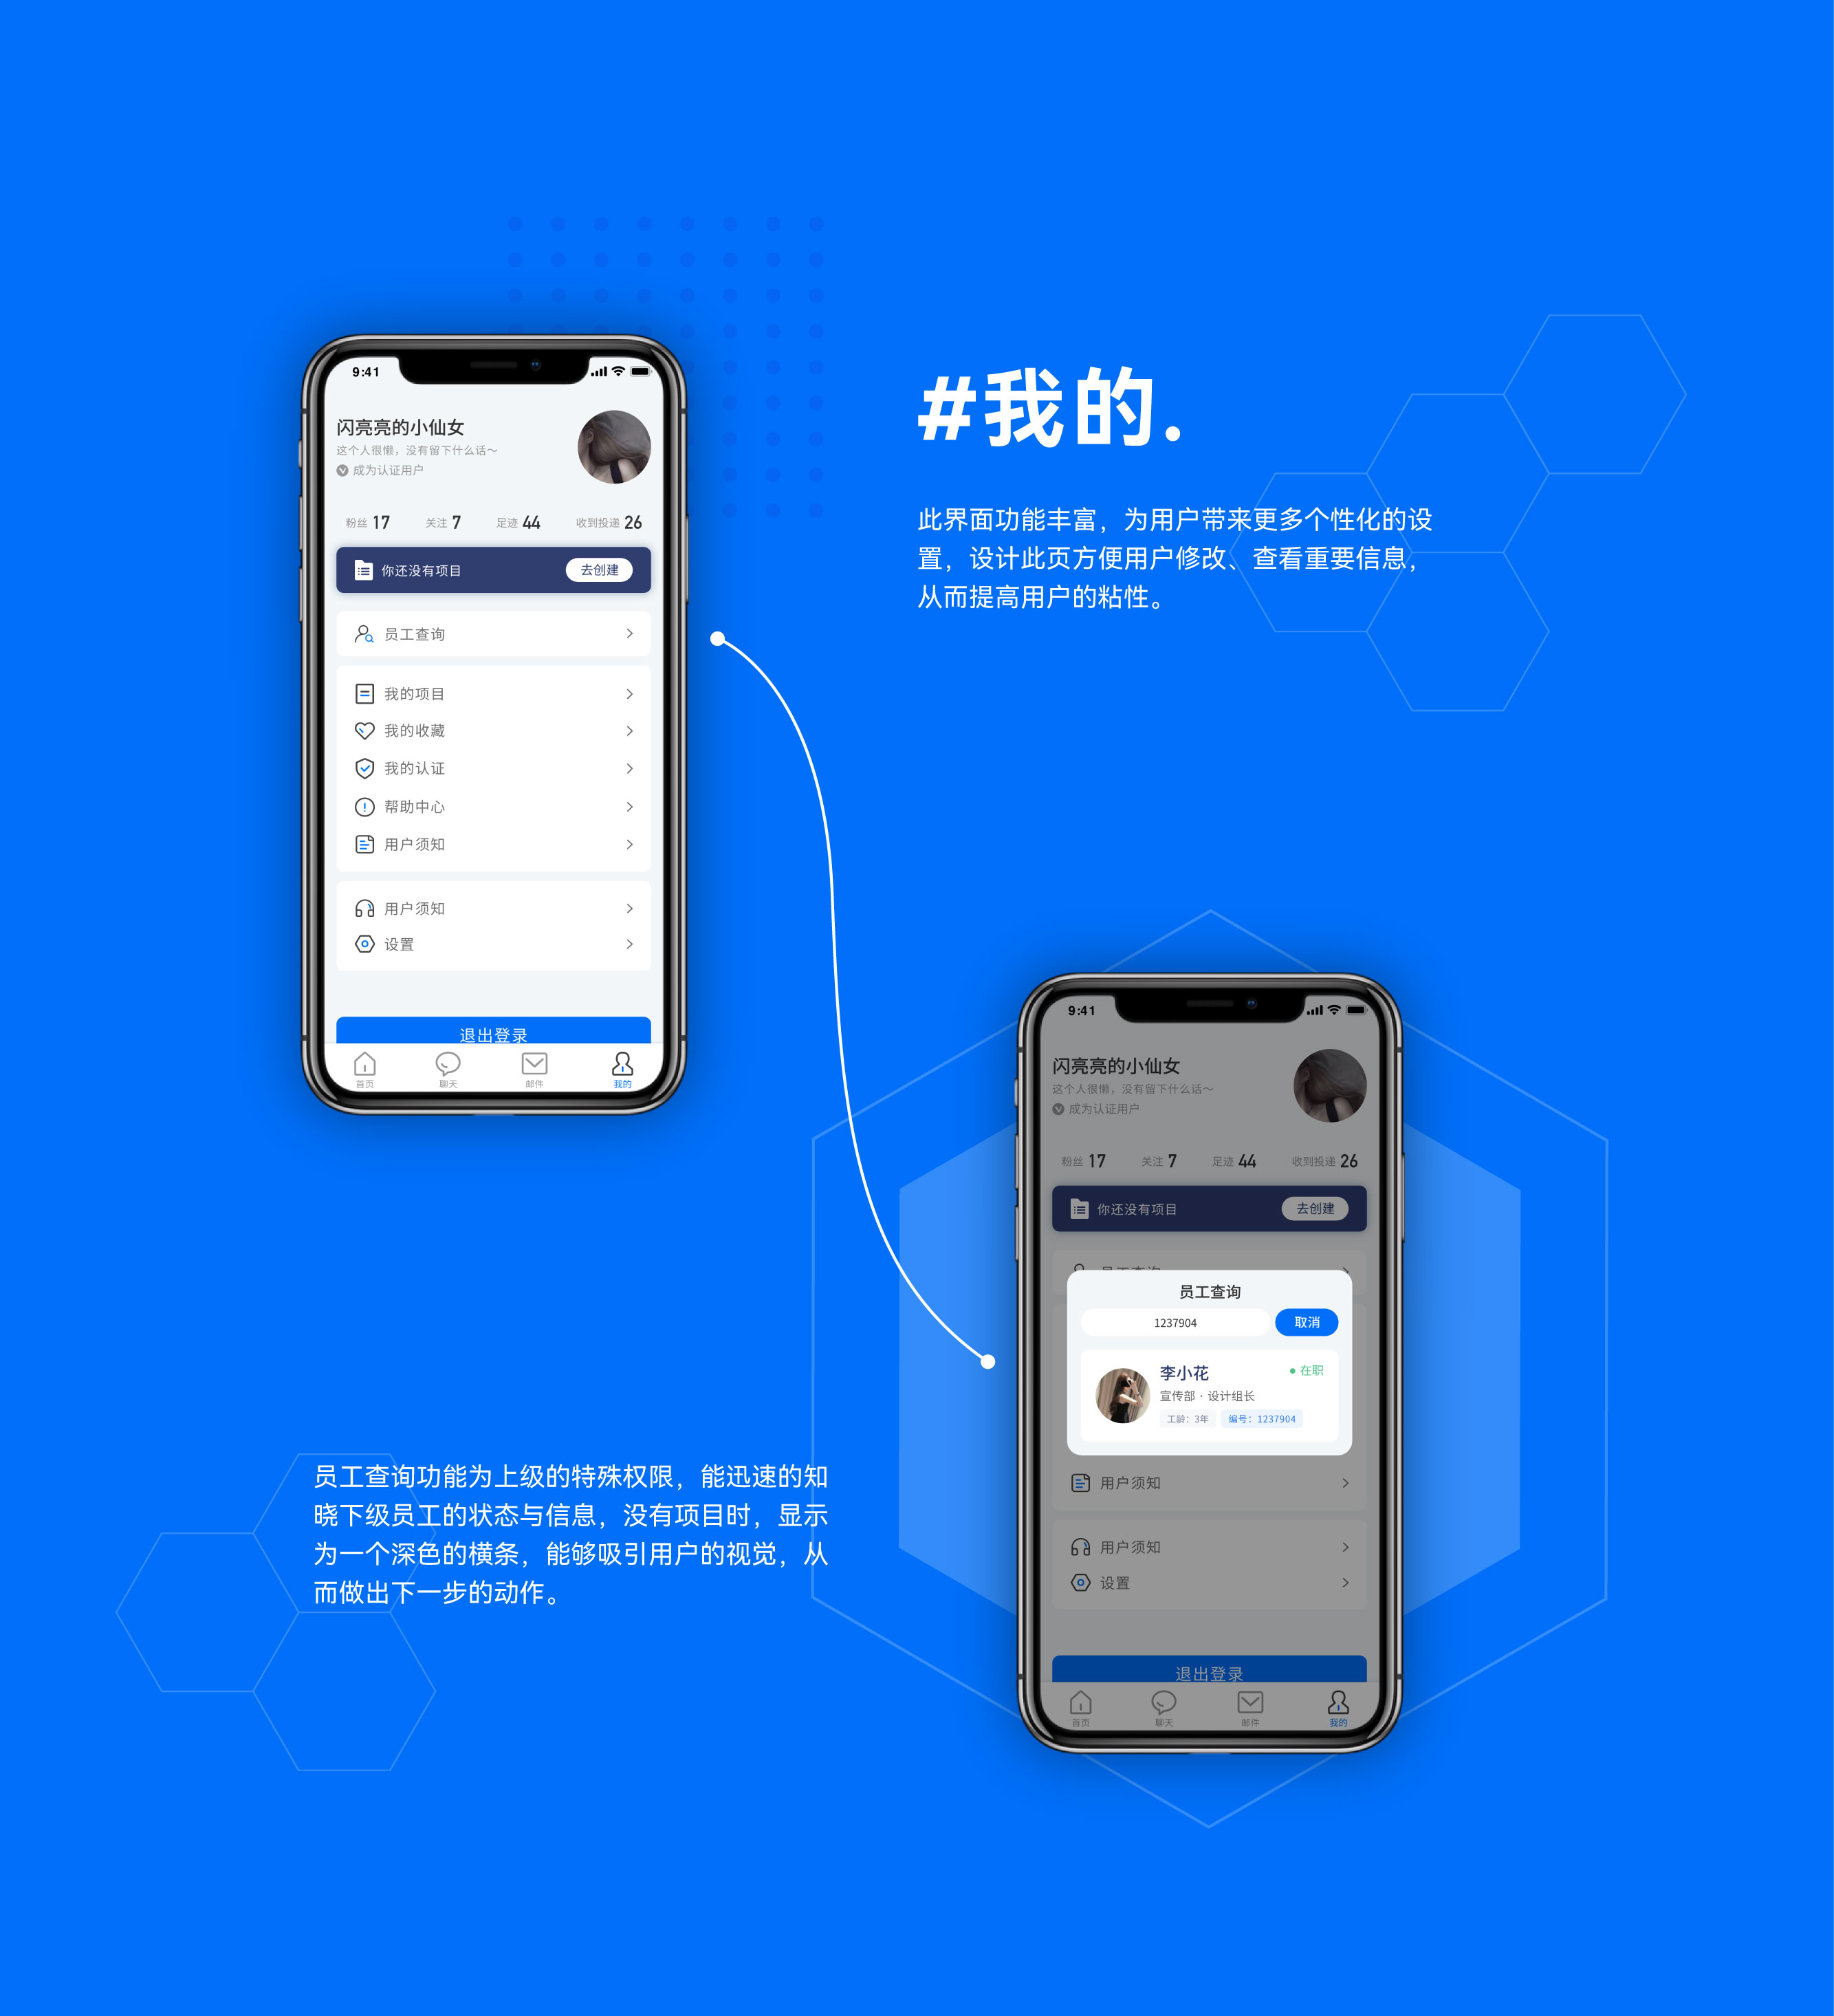 9:41
闪亮亮的小仙女
这个人很懒，没有留下什么话～
成为认证用户
粉丝 17 关注 7 足迹 44 收到投递 26
你还没有项目 去创建
员工查询
我的项目
我的收藏
我的认证
帮助中心
用户须知
用户须知
设置
退出登录
首页 聊天 邮件 我的
#我的.
此界面功能丰富，为用户带来更多个性化的设
置，设计此页方便用户修改、查看重要信息，
从而提高用户的粘性。
9:41
闪亮亮的小仙女
这个人很懒，没有留下什么话～
成为认证用户
粉丝 17 关注 7 足迹 44 收到投递 26
你还没有项目 去创建
员工查询
员工查询
1237904 取消
李小花 在职
宣传部 · 设计组长
工龄：3年 编号：1237904
用户须知
用户须知
设置
退出登录
首页 聊天 邮件 我的
员工查询功能为上级的特殊权限，能迅速的知
晓下级员工的状态与信息，没有项目时，显示
为一个深色的横条，能够吸引用户的视觉，从
而做出下一步的动作。